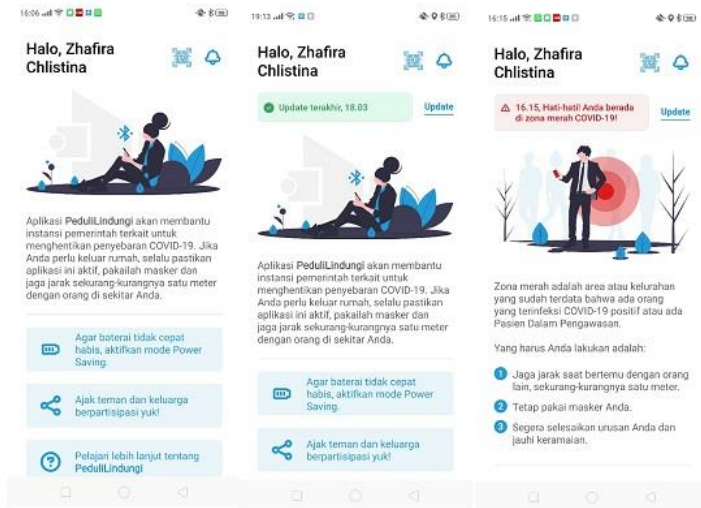 16:06
Halo, Zhafira
Chlistina
Aplikasi PeduliLindungi akan membantu
instansi pemerintah terkait untuk
menghentikan penyebaran COVID-19. Jika
Anda perlu keluar rumah, selalu pastikan
aplikasi ini aktif, pakailah masker dan
jaga jarak sekurang-kurangnya satu meter
dengan orang di sekitar Anda.
Agar baterai tidak cepat
habis, aktifkan mode Power
Saving.
Ajak teman dan keluarga
berpartisipasi yuk!
Pelajari lebih lanjut tentang
PeduliLindungi
19:13
Halo, Zhafira
Chlistina
Update terakhir, 18.03
Update
Aplikasi PeduliLindungi akan membantu
instansi pemerintah terkait untuk
menghentikan penyebaran COVID-19. Jika
Anda perlu keluar rumah, selalu pastikan
aplikasi ini aktif, pakailah masker dan
jaga jarak sekurang-kurangnya satu meter
dengan orang di sekitar Anda.
Agar baterai tidak cepat
habis, aktifkan mode Power
Saving.
Ajak teman dan keluarga
berpartisipasi yuk!
16:15
Halo, Zhafira
Chlistina
16.15, Hati-hati! Anda berada
di zona merah COVID-19!
Update
Zona merah adalah area atau kelurahan
yang sudah terdata bahwa ada orang
yang terinfeksi COVID-19 positif atau ada
Pasien Dalam Pengawasan.
Yang harus Anda lakukan adalah:
1 Jaga jarak saat bertemu dengan orang
lain, sekurang-kurangnya satu meter.
2 Tetap pakai masker Anda.
3 Segera selesaikan urusan Anda dan
jauhi keramaian.